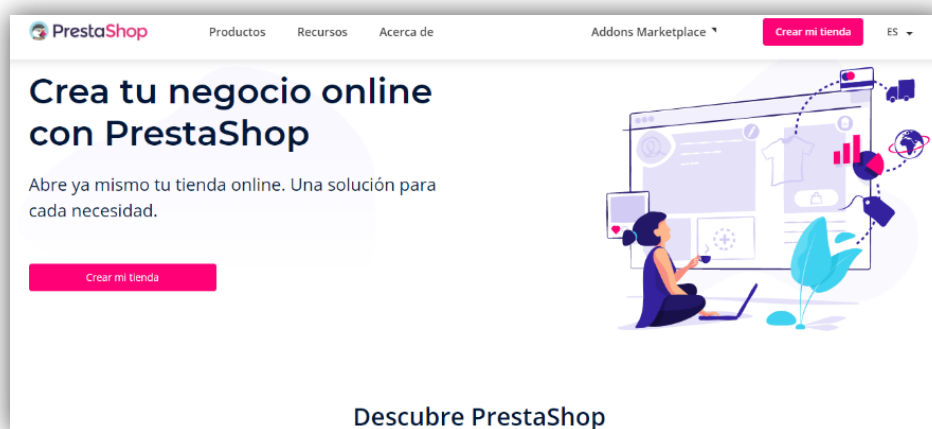 PrestaShop Productos Recursos Acerca de Addons Marketplace Crear mi tienda ES
Crea tu negocio online
con PrestaShop
Abre ya mismo tu tienda online. Una solución para
cada necesidad.
Crear mi tienda
Descubre PrestaShop